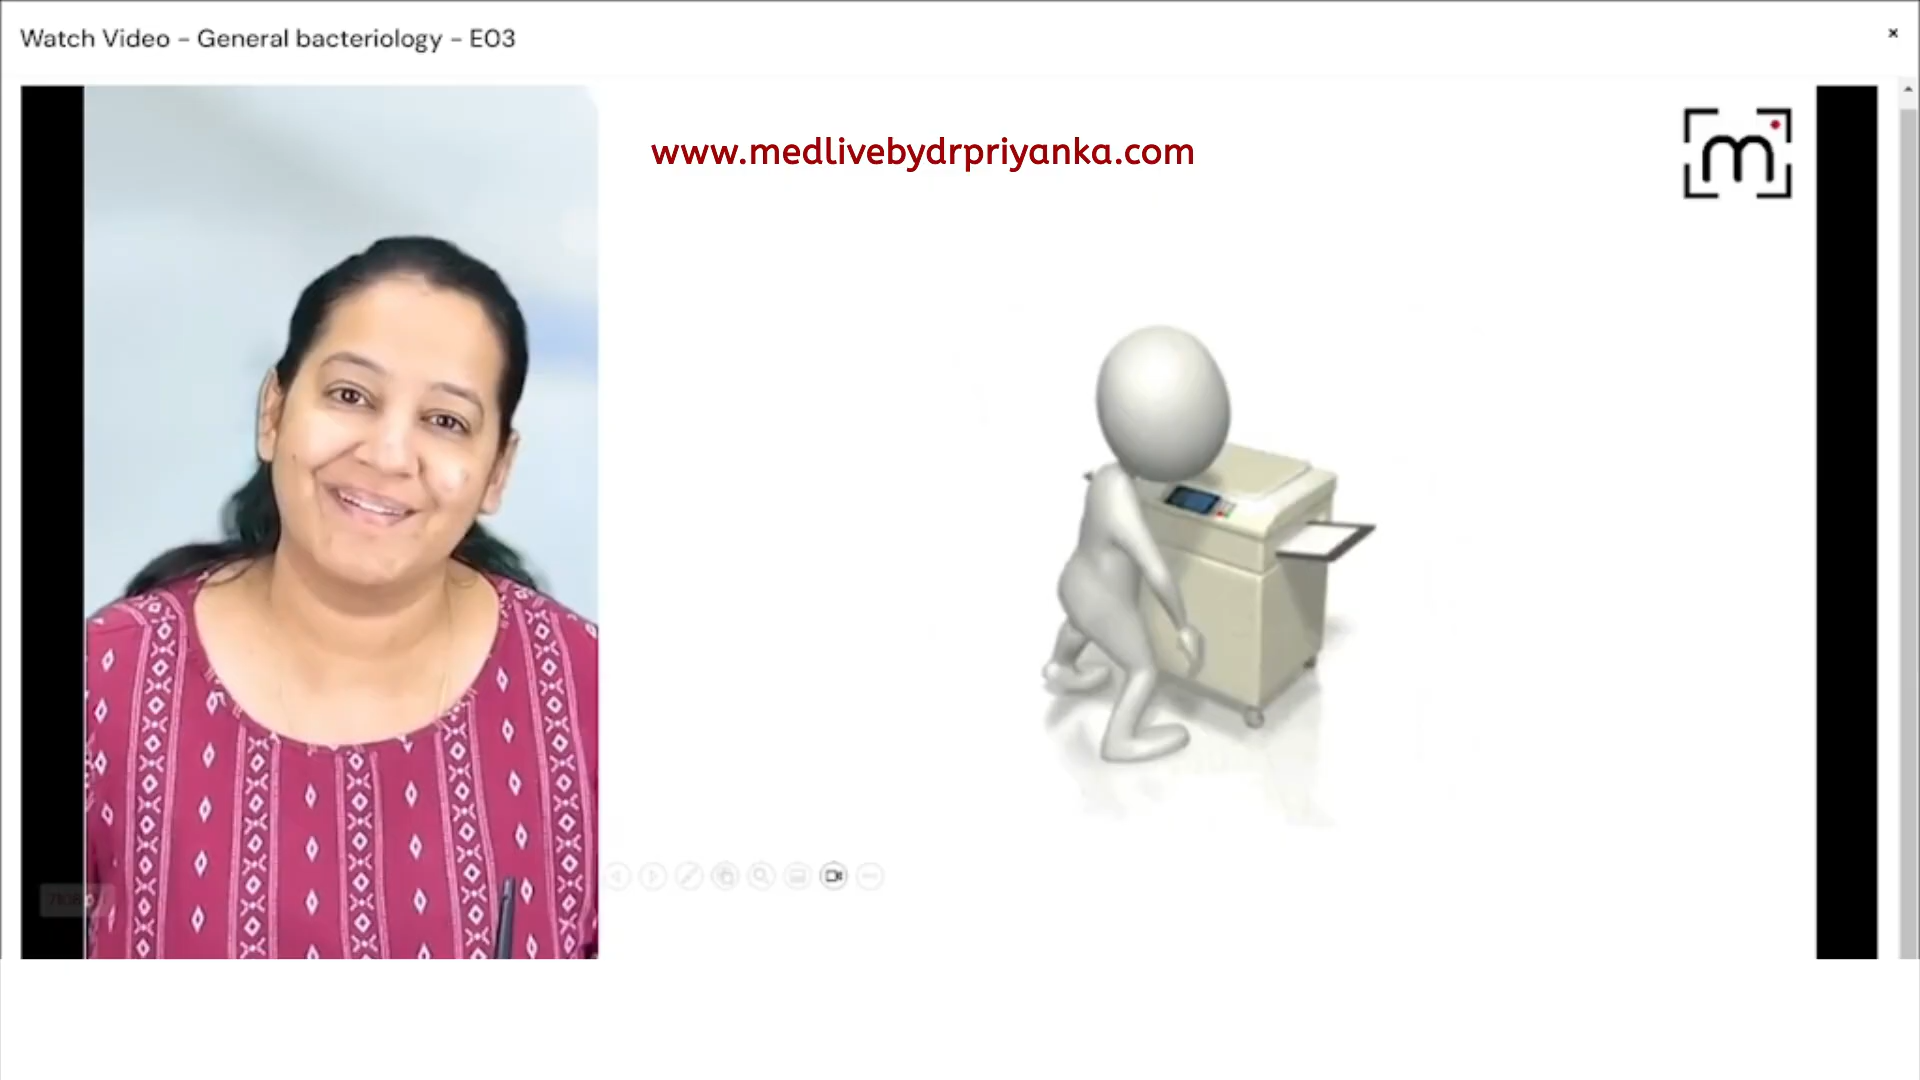 Watch Video - General bacteriology - E03
www.medlivebydrpriyanka.com
m